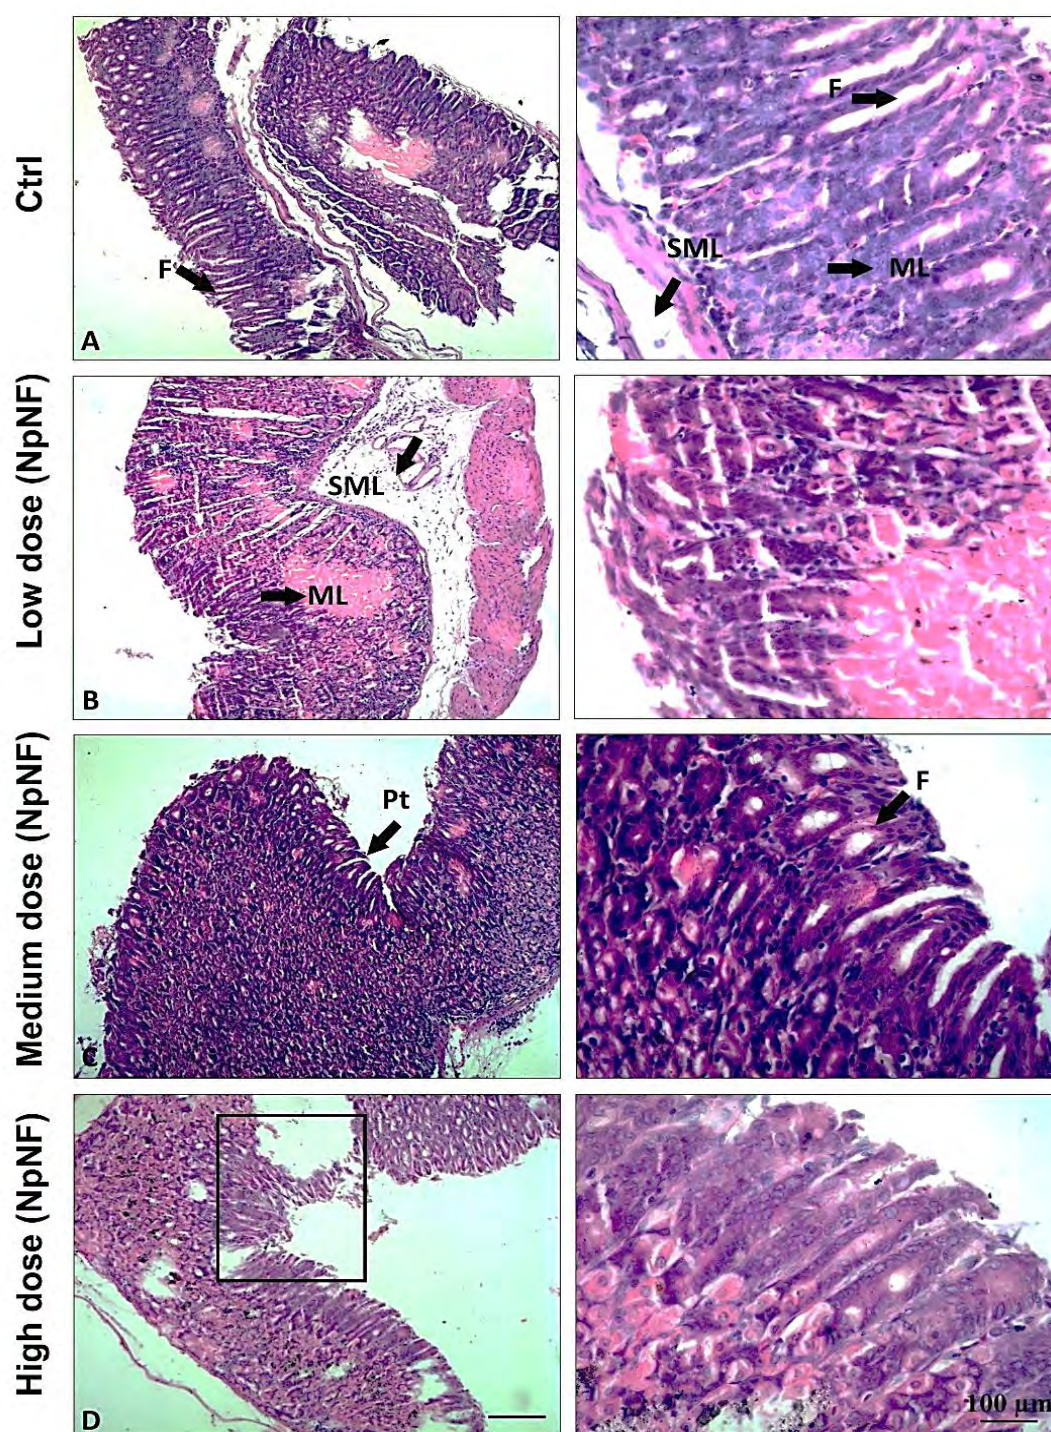 Ctrl
F
A
F
SML
ML
Low dose (NpNF)
SML
ML
B
Medium dose (NpNF)
Pt
C
F
High dose (NpNF)
D
100 μm